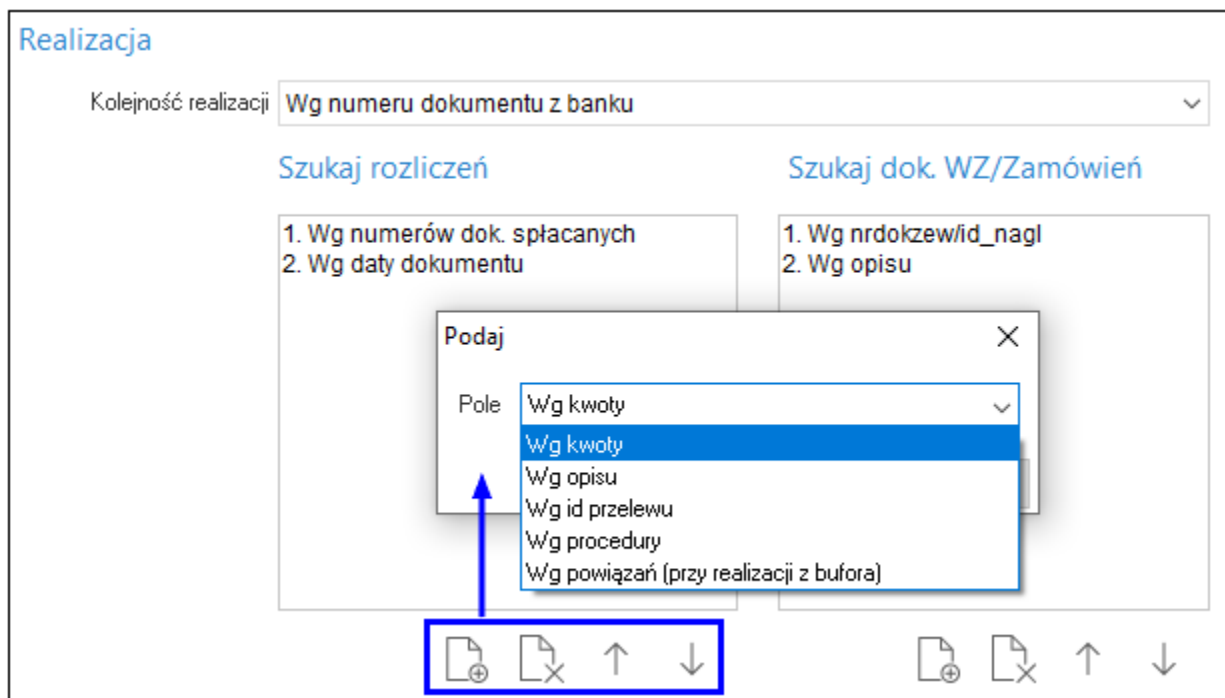 Realizacja
Kolejność realizacji Wg numeru dokumentu z banku
Szukaj rozliczeń
1. Wg numerów dok. spłacanych
2. Wg daty dokumentu
Szukaj dok. WZ/Zamówień
1. Wg nrdokzew/id_nagl
2. Wg opisu
Podaj
Pole Wg kwoty
Wg kwoty
Wg opisu
Wg id przelewu
Wg procedury
Wg powiązań (przy realizacji z bufora)